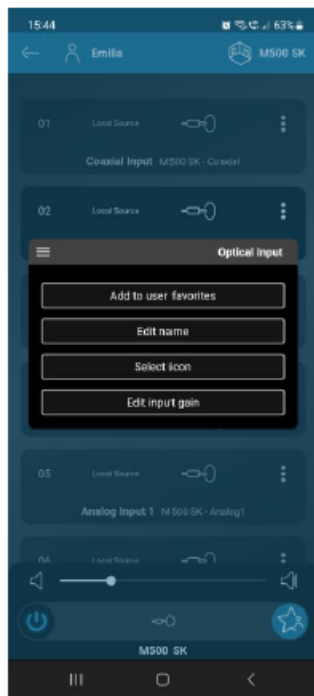 15:44
63%
Emilia
M500 SK
01
Local Source
Coaxial Input M500 SK - Coaxial
02
Local Source
Optical Input
Add to user favorites
Edit name
Select icon
Edit input gain
05
Local Source
Analog Input 1 M500 SK - Analog1
06
Local Source
M500 SK